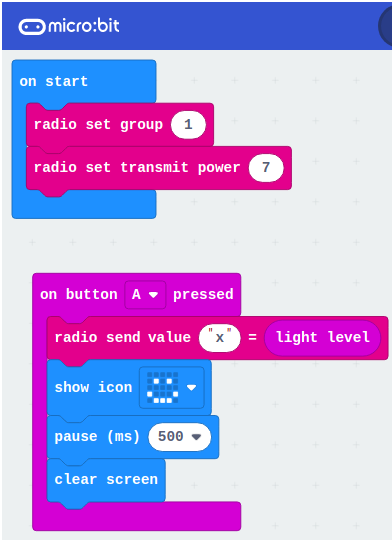 micro:bit
on start
radio set group 1
radio set transmit power 7
on button A pressed
radio send value "x" = light level
show icon
pause (ms) 500
clear screen